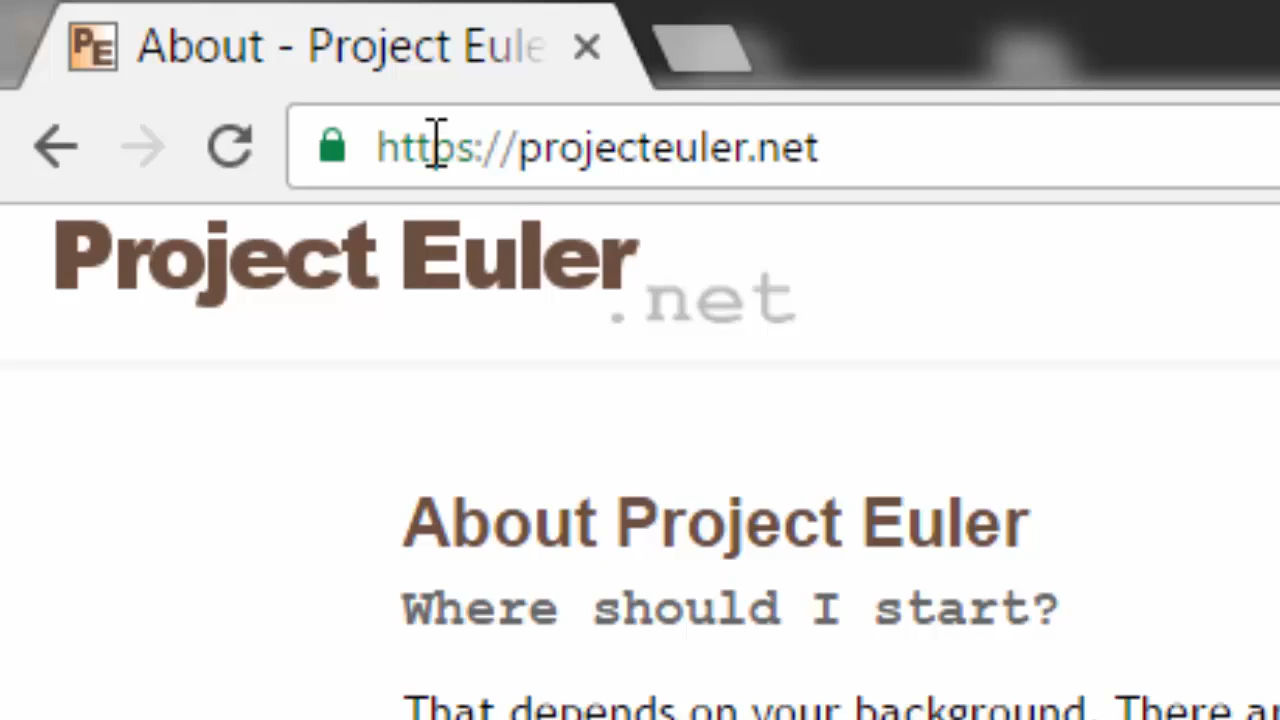 PE About - Project Eule
https://projecteuler.net
Project Euler
.net
About Project Euler
Where should I start?
That depends on your background. There a